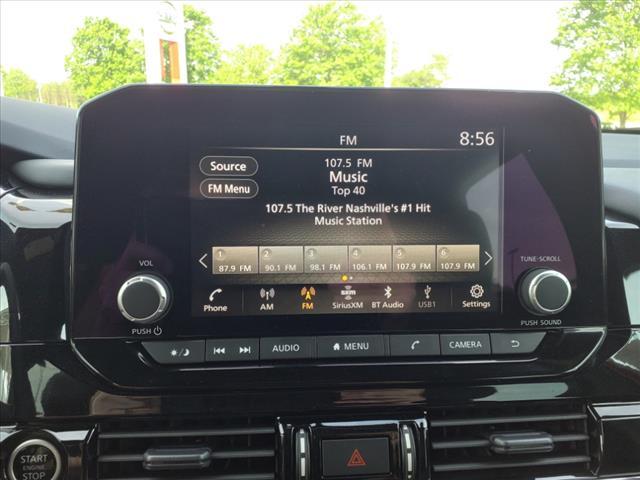 FM
8:56
Source
FM Menu
107.5 FM
Music
Top 40
107.5 The River Nashville's #1 Hit
Music Station
1 2 3 4 5 6
87.9 FM 90.1 FM 98.1 FM 106.1 FM 107.9 FM 107.9 FM
Phone AM FM SiriusXM BT Audio USB1 Settings
VOL
PUSH
TUNE·SCROLL
PUSH SOUND
AUDIO MENU CAMERA
START
ENGINE
STOP